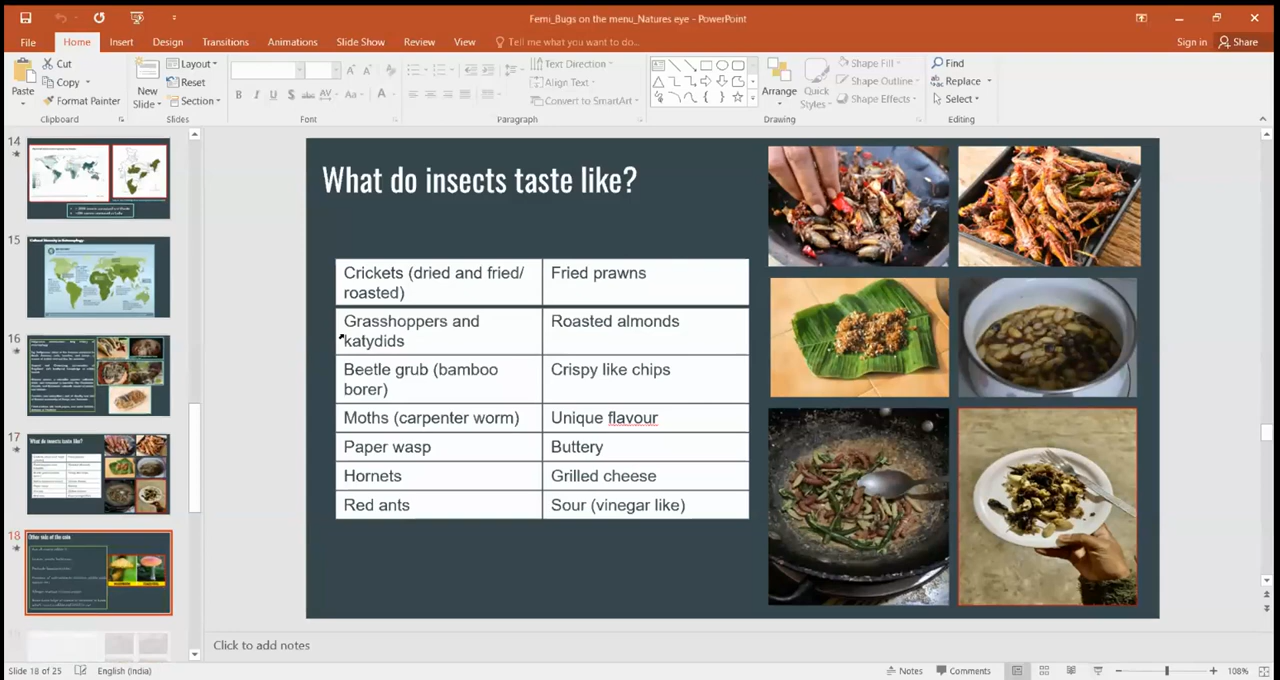 Femi_Bugs on the menu_Natures eye - PowerPoint
File Home Insert Design Transitions Animations Slide Show Review View Tell me what you want to do... Sign in Share
Cut
Copy
Format Painter
Paste
Clipboard
New
Slide
Layout
Reset
Section
Slides
Font
Text Direction
Align Text
Convert to SmartArt
Paragraph
Arrange
Quick
Styles
Shape Fill
Shape Outline
Shape Effects
Drawing
Find
Replace
Select
Editing
14
15
16
17
What do insects taste like?
18
Other side of the coin
What do insects taste like?
Crickets (dried and fried/ roasted) Fried prawns
Grasshoppers and katydids Roasted almonds
Beetle grub (bamboo borer) Crispy like chips
Moths (carpenter worm) Unique flavour
Paper wasp Buttery
Hornets Grilled cheese
Red ants Sour (vinegar like)
Click to add notes
Slide 18 of 25 English (India) Notes Comments 108%